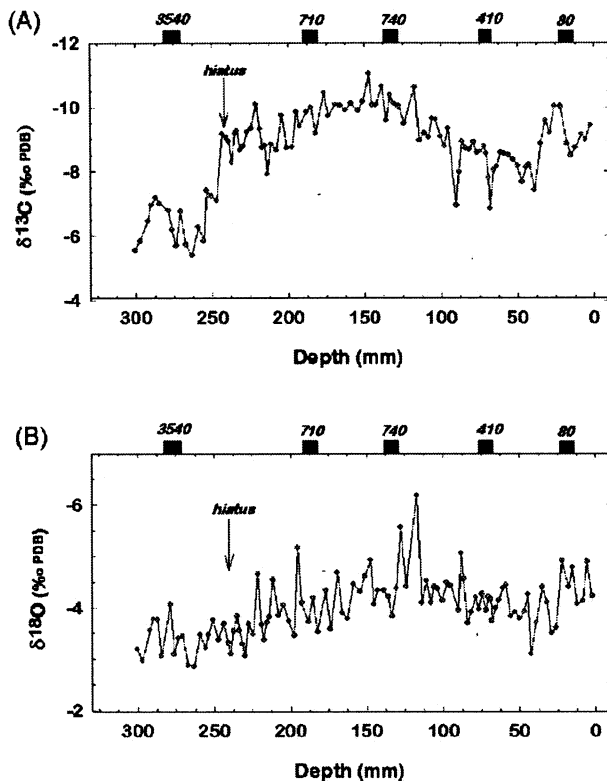 (A)
3540 710 740 410 80
-12
hiatus
-10
-8
-6
-4
δ13C (‰ PDB)
300 250 200 150 100 50 0
Depth (mm)
(B)
3540 710 740 410 80
-6
hiatus
-4
-2
δ18O (‰ PDB)
300 250 200 150 100 50 0
Depth (mm)